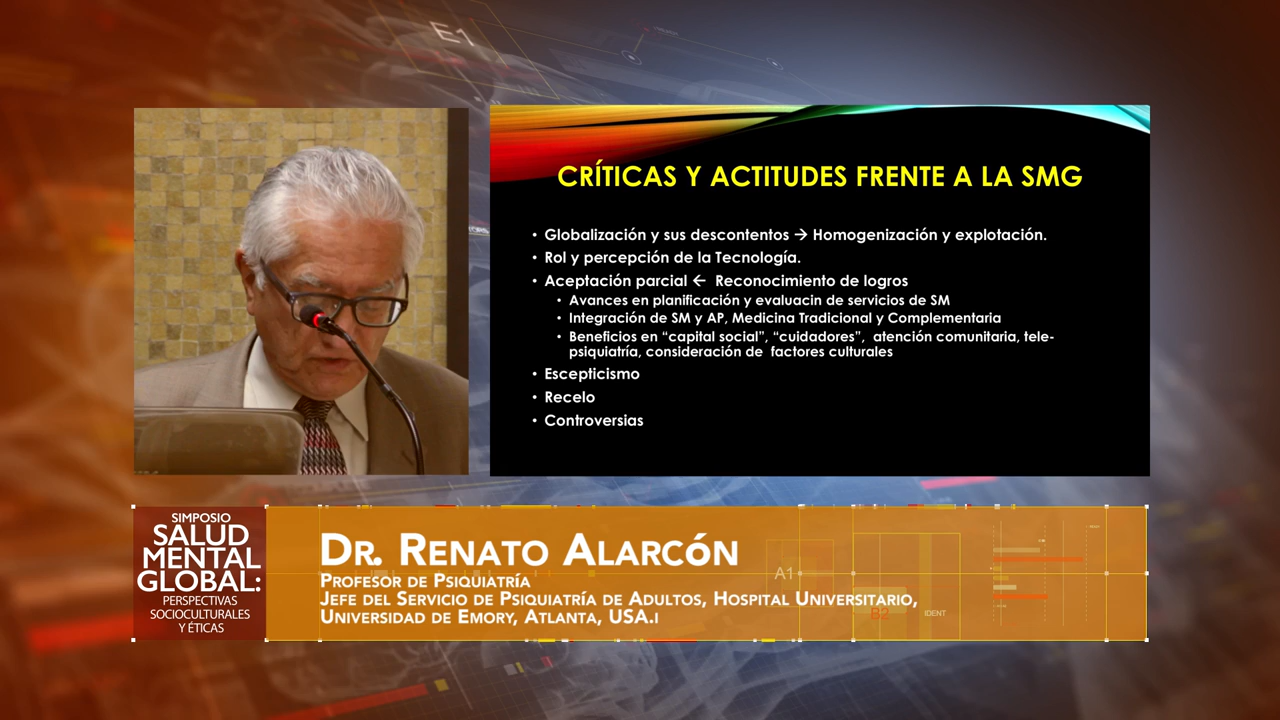 E1
CRÍTICAS Y ACTITUDES FRENTE A LA SMG
• Globalización y sus descontentos → Homogenización y explotación.
• Rol y percepción de la Tecnología.
• Aceptación parcial ← Reconocimiento de logros
• Avances en planificación y evaluacin de servicios de SM
• Integración de SM y AP, Medicina Tradicional y Complementaria
• Beneficios en “capital social”, “cuidadores”, atención comunitaria, tele-
psiquiatría, consideración de factores culturales
• Escepticismo
• Recelo
• Controversias
SIMPOSIO
SALUD
MENTAL
GLOBAL:
PERSPECTIVAS
SOCIOCULTURALES
Y ÉTICAS
DR. RENATO ALARCÓN
PROFESOR DE PSIQUIATRÍA
JEFE DEL SERVICIO DE PSIQUIATRÍA DE ADULTOS, HOSPITAL UNIVERSITARIO,
UNIVERSIDAD DE EMORY, ATLANTA, USA.I
A1
B2
IDENT